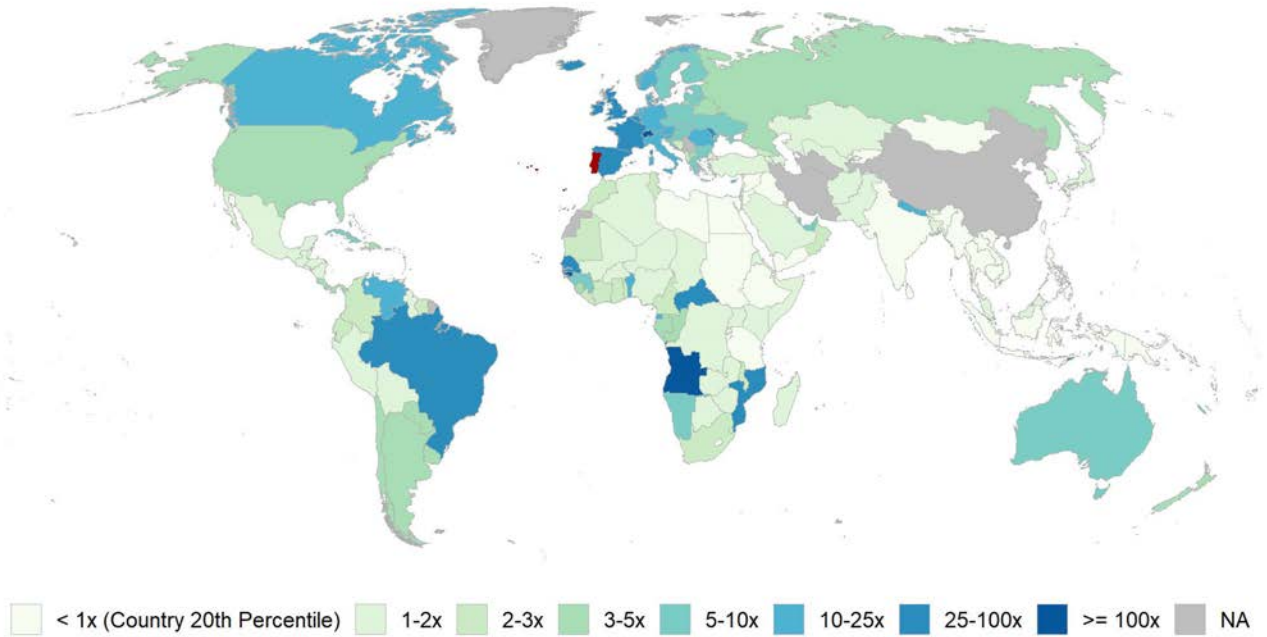 < 1x (Country 20th Percentile) 1-2x 2-3x 3-5x 5-10x 10-25x 25-100x >= 100x NA